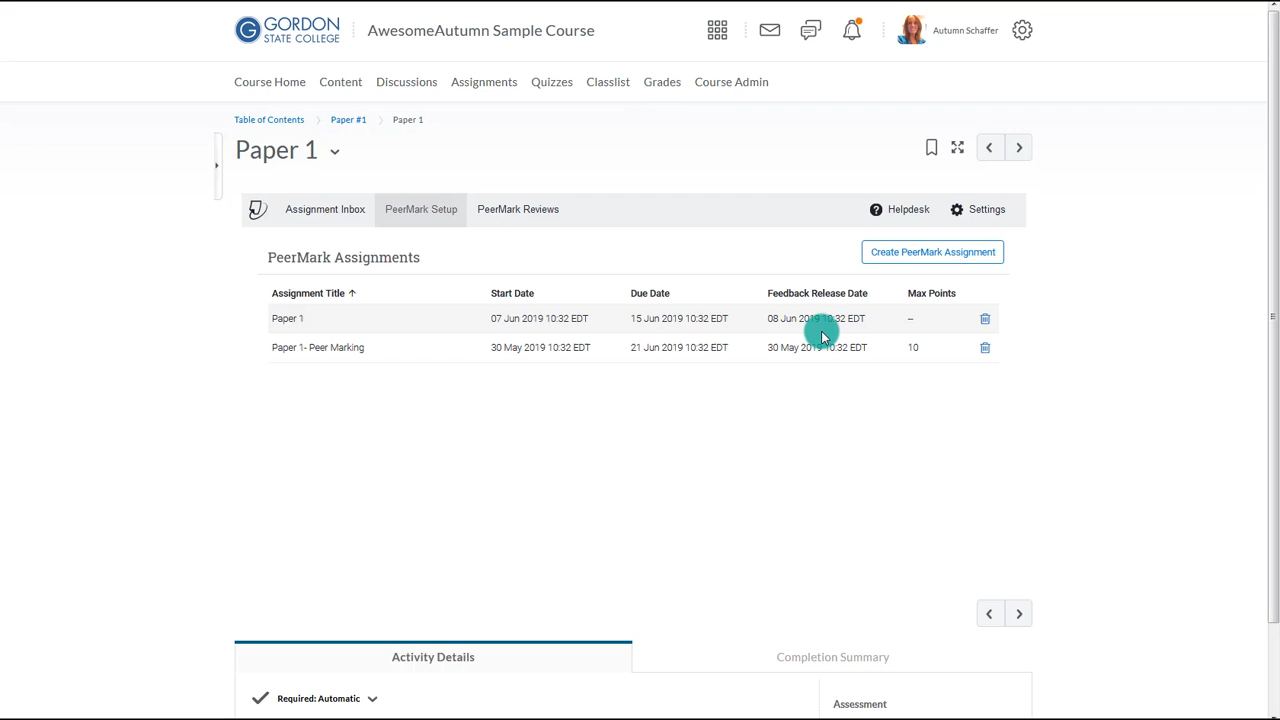 GORDON
STATE COLLEGE
AwesomeAutumn Sample Course
Autumn Schaffer
Course Home Content Discussions Assignments Quizzes Classlist Grades Course Admin
Table of Contents Paper #1 Paper 1
Paper 1
Assignment Inbox PeerMark Setup PeerMark Reviews Helpdesk Settings
PeerMark Assignments Create PeerMark Assignment
Assignment Title ↑ Start Date Due Date Feedback Release Date Max Points
Paper 1 07 Jun 2019 10:32 EDT 15 Jun 2019 10:32 EDT 08 Jun 2019 10:32 EDT --
Paper 1- Peer Marking 30 May 2019 10:32 EDT 21 Jun 2019 10:32 EDT 30 May 2019 10:32 EDT 10
Activity Details Completion Summary
Required: Automatic
Assessment